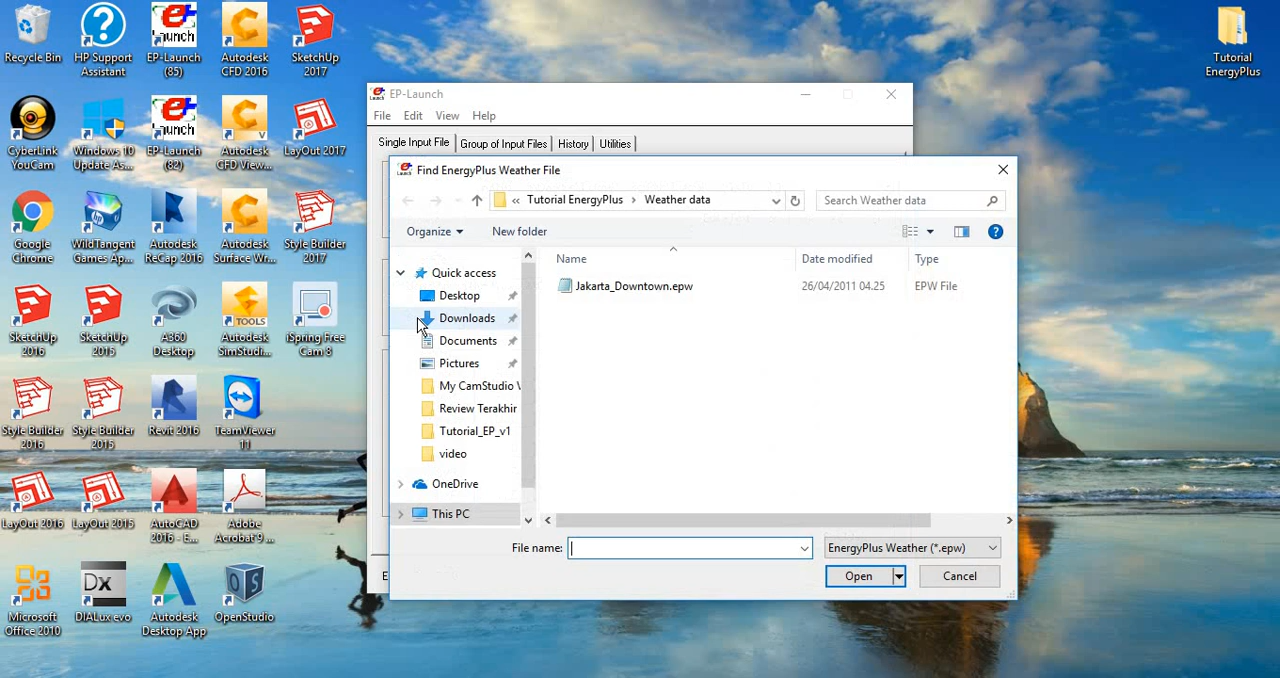 Recycle Bin
HP Support
Assistant
EP-Launch
(85)
Autodesk
CFD 2016
SketchUp
2017
Tutorial
EnergyPlus
CyberLink
YouCam
Windows 10
Update As...
EP-Launch
(82)
Autodesk
CFD View...
LayOut 2017
Google
Chrome
WildTangent
Games Ap...
Autodesk
ReCap 2016
Autodesk
Surface Wr...
Style Builder
2017
SketchUp
2016
SketchUp
2015
A360
Desktop
TOOLS
Autodesk
SimStudi...
iSpring Free
Cam 8
Style Builder
2016
Style Builder
2015
Revit 2016
TeamViewer
11
LayOut 2016
LayOut 2015
AutoCAD
2016 - E...
Adobe
Acrobat 9 ...
Microsoft
Office 2010
DIALux evo
Autodesk
Desktop App
OpenStudio
EP-Launch
File Edit View Help
Single Input File Group of Input Files History Utilities
Find EnergyPlus Weather File
« Tutorial EnergyPlus › Weather data
Search Weather data
Organize New folder
Name Date modified Type
Jakarta_Downtown.epw 26/04/2011 04.25 EPW File
Quick access
Desktop
Downloads
Documents
Pictures
My CamStudio
Review Terakhir
Tutorial_EP_v1
video
OneDrive
This PC
File name: EnergyPlus Weather (*.epw)
Open Cancel